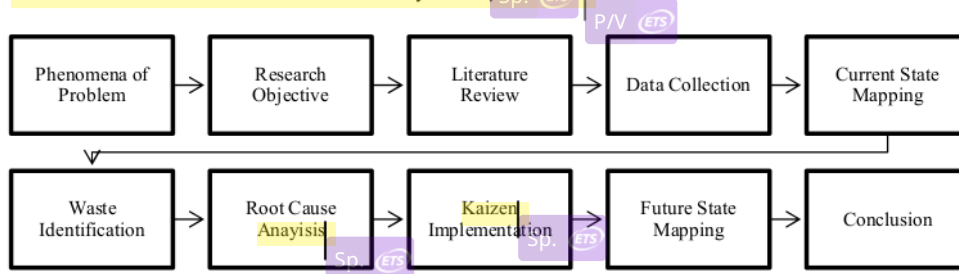 Sp. ETS
P/V ETS
Phenomena of
Problem
Research
Objective
Literature
Review
Data Collection
Current State
Mapping
Waste
Identification
Root Cause
Anayisis
Kaizen
Implementation
Future State
Mapping
Conclusion
Sp. ETS
Sp. ETS